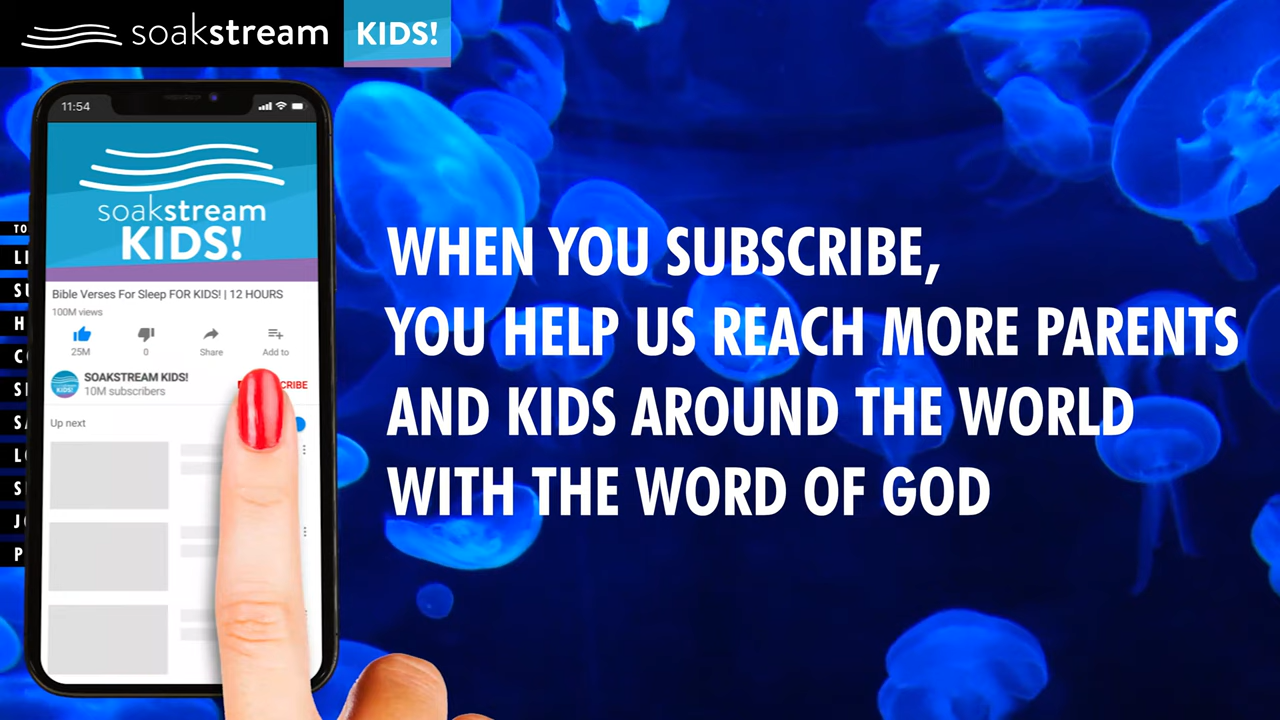 soakstream KIDS!
11:54
soakstream
KIDS!
Bible Verses For Sleep FOR KIDS! | 12 HOURS
100M views
25M
0
Share
Add to
SOAKSTREAM KIDS!
10M subscribers
Up next
WHEN YOU SUBSCRIBE,
YOU HELP US REACH MORE PARENTS
AND KIDS AROUND THE WORLD
WITH THE WORD OF GOD